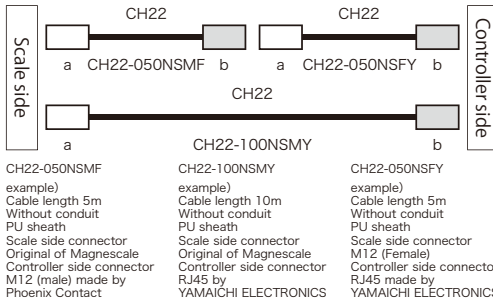 Scale side
CH22
CH22
Controller side
a CH22-050NSMF b
a CH22-050NSFY b
CH22
a CH22-100NSMY b
CH22-050NSMF
example)
Cable length 5m
Without conduit
PU sheath
Scale side connector
Original of Magnescale
Controller side connector
M12 (male) made by
Phoenix Contact
CH22-100NSMY
example)
Cable length 10m
Without conduit
PU sheath
Scale side connector
Original of Magnescale
Controller side connector
RJ45 by
YAMAICHI ELECTRONICS
CH22-050NSFY
example)
Cable length 5m
Without conduit
PU sheath
Scale side connector
M12 (Female)
Controller side connecto
RJ45 made by
YAMAICHI ELECTRONICS